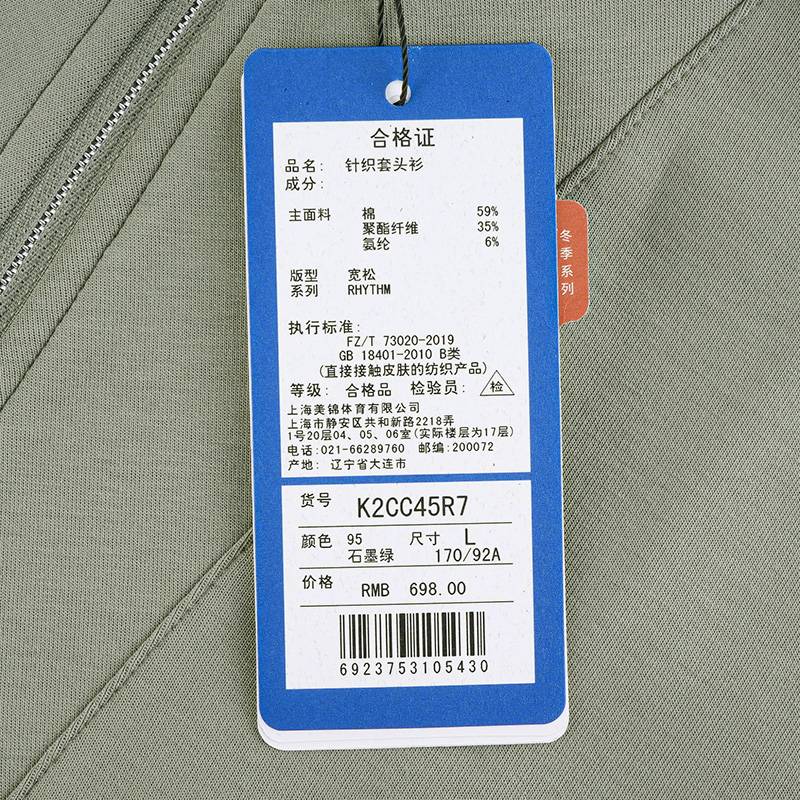 合格证
品名: 针织套头衫
成分:
主面料 棉 59%
聚酯纤维 35%
氨纶 6%
版型 宽松
系列 RHYTHM
执行标准:
FZ/T 73020-2019
GB 18401-2010 B类
(直接接触皮肤的纺织产品)
等级: 合格品 检验员: 检
上海美锦体育有限公司
上海市静安区共和新路2218弄
1号20层04、05、06室(实际楼层为17层)
电话:021-66289760 邮编:200072
产地: 辽宁省大连市
货号 K2CC45R7
颜色 95 尺寸 L
石墨绿 170/92A
价格 RMB 698.00
6923753105430
冬季系列